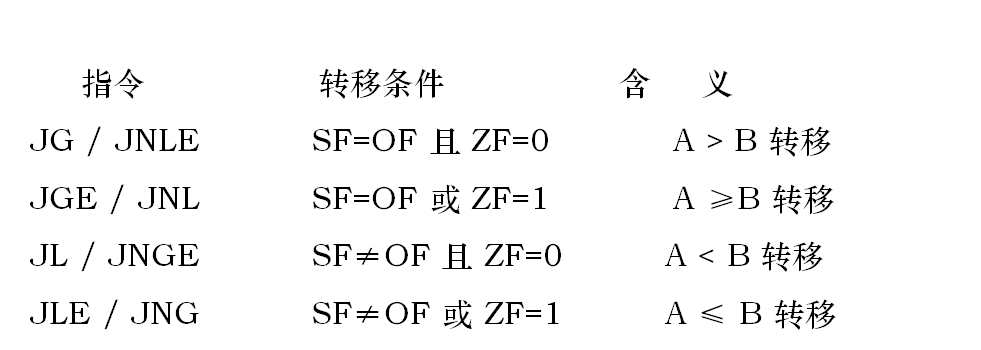 指令 转移条件 含 义
JG / JNLE SF=OF 且 ZF=0 A > B 转移
JGE / JNL SF=OF 或 ZF=1 A ≥B 转移
JL / JNGE SF≠OF 且 ZF=0 A < B 转移
JLE / JNG SF≠OF 或 ZF=1 A ≤ B 转移